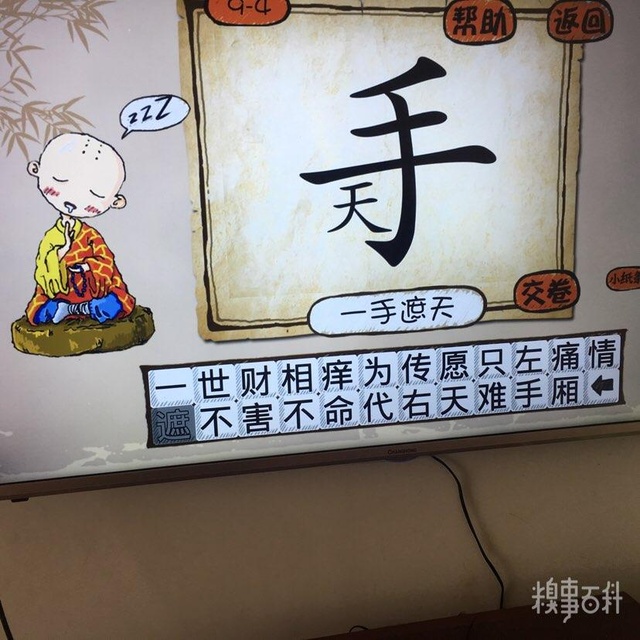 9-4
帮助
返回
zzZ
手
天
交卷
小纸条
一手遮天
一世财相痒为传愿只左痛情
遮不害不命代右天难手厢
糗事百科